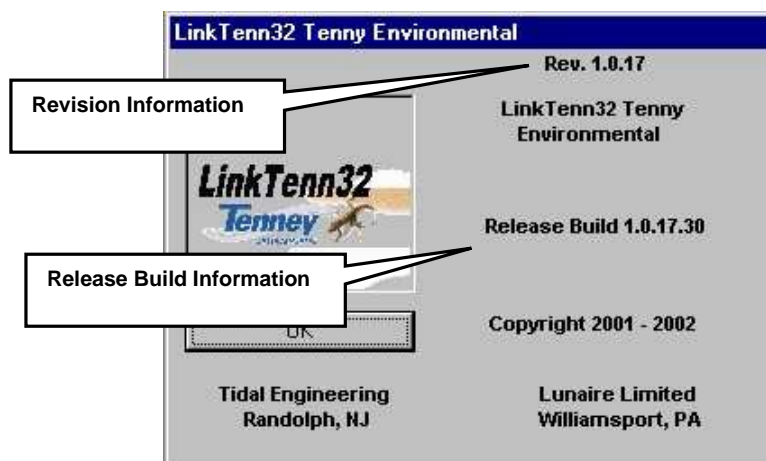 LinkTenn32 Tenny Environmental
Rev. 1.0.17
Revision Information
LinkTenn32 Tenny
Environmental
LinkTenn32
Tenney
Release Build 1.0.17.30
Release Build Information
OK
Copyright 2001 - 2002
Tidal Engineering
Randolph, NJ
Lunaire Limited
Williamsport, PA